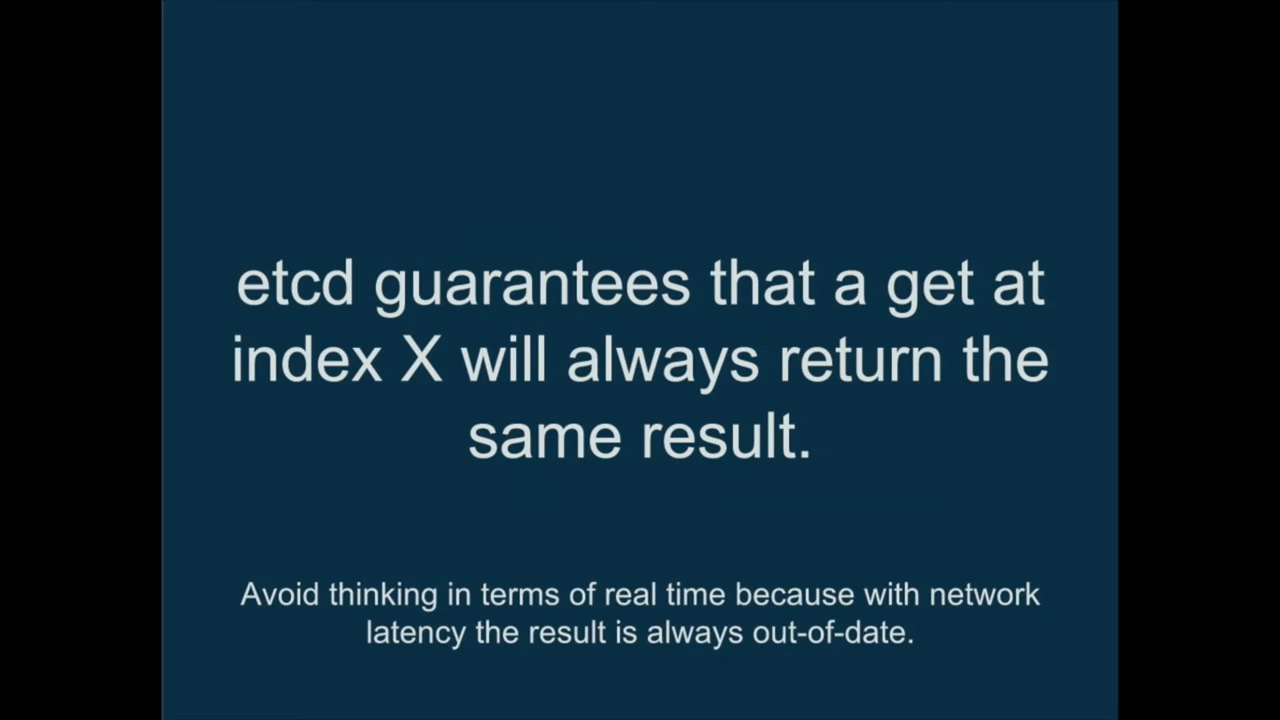 etcd guarantees that a get at
index X will always return the
same result.
Avoid thinking in terms of real time because with network
latency the result is always out-of-date.